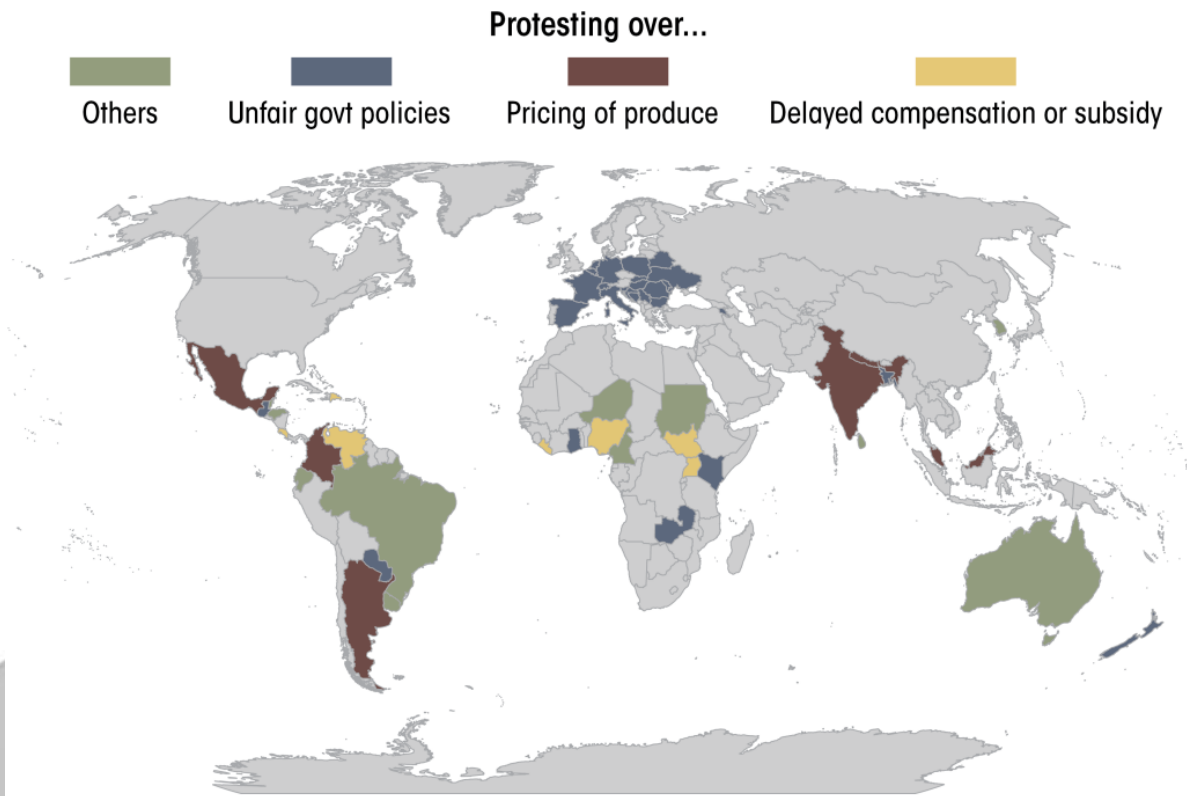 Protesting over...
Others
Unfair govt policies
Pricing of produce
Delayed compensation or subsidy